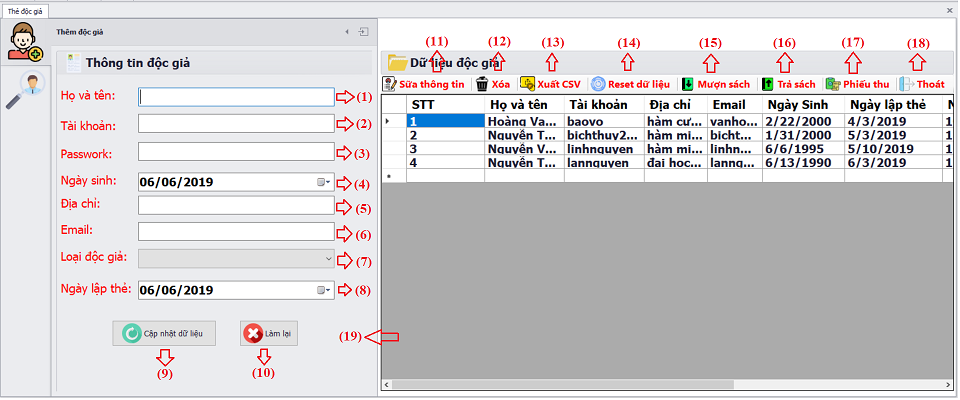 Thẻ độc giả
Thêm độc giả
Thông tin độc giả
Họ và tên: (1)
Tài khoản: (2)
Passwork: (3)
Ngày sinh: 06/06/2019 (4)
Địa chỉ: (5)
Email: (6)
Loại độc giả: (7)
Ngày lập thẻ: 06/06/2019 (8)
Cập nhật dữ liệu Làm lại
(9) (10)
(11) (12) (13) (14) (15) (16) (17) (18)
Dữ liệu độc giả
Sửa thông tin Xóa Xuất CSV Reset dữ liệu Mượn sách Trả sách Phiếu thu Thoát
STT Họ và tên Tài khoản Địa chỉ Email Ngày Sinh Ngày lập thẻ
1 Hoàng Va... baovo hàm cư... vanho... 2/22/2000 4/3/2019 1
2 Nguyễn T... bichthuy2... hàm mi... bicht... 1/31/2000 5/3/2019 1
3 Nguyễn V... linhnguyen hàm mi... linhn... 6/6/1995 5/10/2019 1
4 Nguyễn T... lannguyen đại hoc... lanng... 6/13/1990 6/3/2019 1
(19)